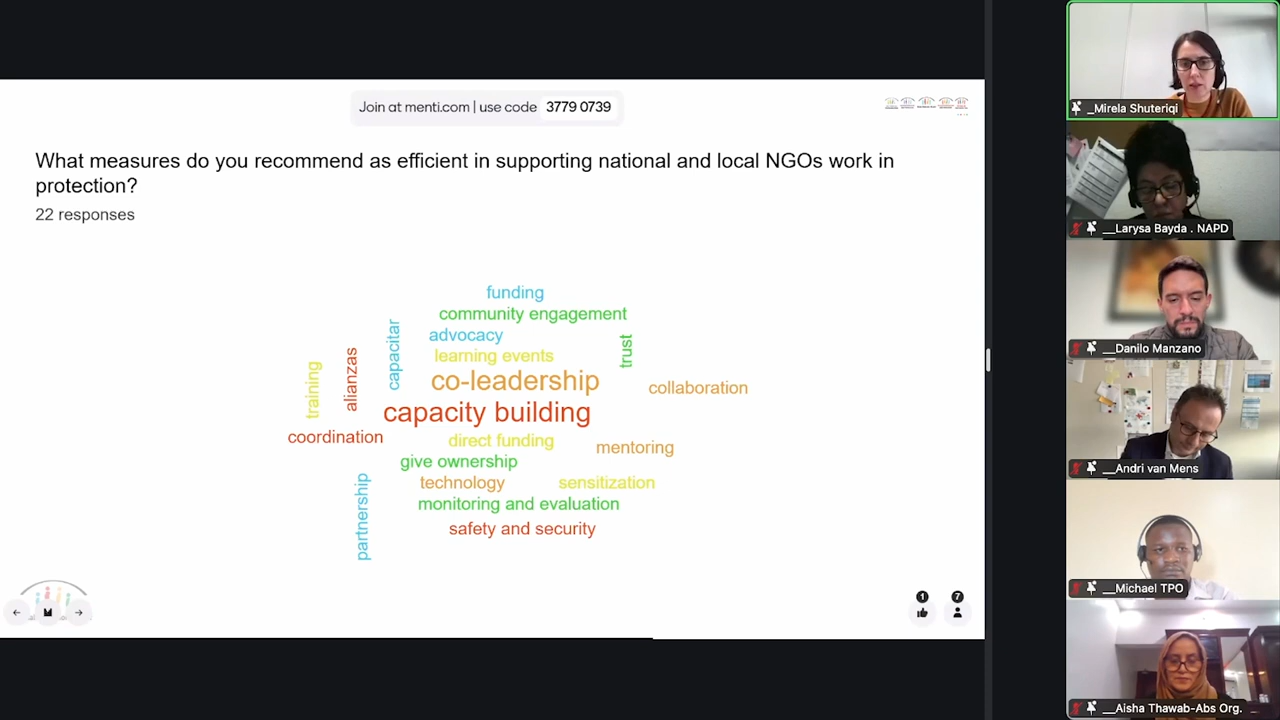 Join at menti.com | use code 3779 0739
What measures do you recommend as efficient in supporting national and local NGOs work in
protection?
22 responses
funding
community engagement
advocacy
learning events
co-leadership
capacity building
direct funding
give ownership
technology
monitoring and evaluation
safety and security
training
alianzas
capacitar
trust
collaboration
coordination
mentoring
sensitization
partnership
1
7
_Mirela Shuteriqi
__Larysa Bayda . NAPD
__Danilo Manzano
__Andri van Mens
__Michael TPO
__Aisha Thawab-Abs Org.